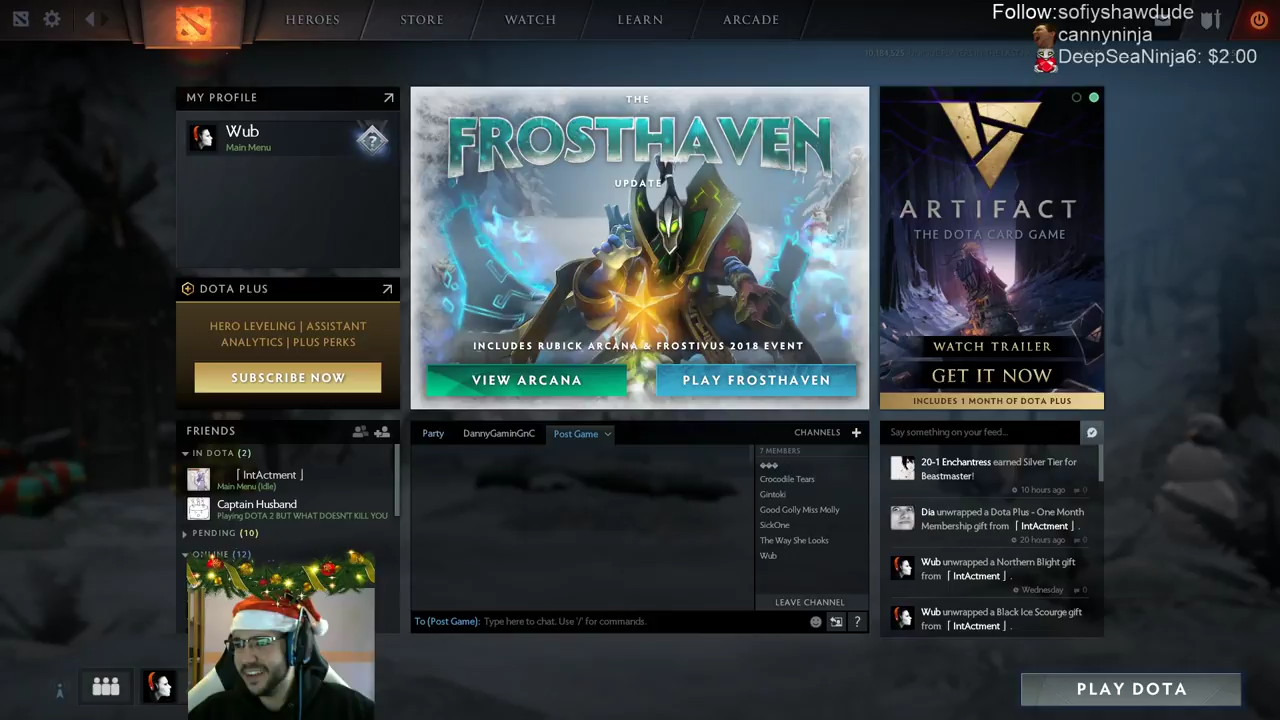 HEROES
STORE
WATCH
LEARN
ARCADE
Follow:sofiyshawdude
cannyninja
DeepSeaNinja6: $2.00
MY PROFILE
Wub
Main Menu
?
DOTA PLUS
HERO LEVELING | ASSISTANT
ANALYTICS | PLUS PERKS
SUBSCRIBE NOW
THE
FROSTHAVEN
UPDATE
INCLUDES RUBICK ARCANA & FROSTIVUS 2018 EVENT
VIEW ARCANA
PLAY FROSTHAVEN
ARTIFACT
THE DOTA CARD GAME
WATCH TRAILER
GET IT NOW
INCLUDES 1 MONTH OF DOTA PLUS
FRIENDS
IN DOTA (2)
⌈ IntActment ⌋
Main Menu (Idle)
Captain Husband
Playing DOTA 2 BUT WHAT DOESN'T KILL YOU
PENDING (10)
ONLINE (12)
Party
DannyGaminGnC
Post Game
CHANNELS +
7 MEMBERS
◆◆◆
Crocodile Tears
Gintoki
Good Golly Miss Molly
SickOne
The Way She Looks
Wub
LEAVE CHANNEL
To (Post Game): Type here to chat. Use '/' for commands.
?
Say something on your feed...
20-1 Enchantress earned Silver Tier for
Beastmaster!
10 hours ago 0
Dia unwrapped a Dota Plus - One Month
Membership gift from ⌈ IntActment ⌋ .
20 hours ago 0
Wub unwrapped a Northern Blight gift
from ⌈ IntActment ⌋ .
Wednesday 0
Wub unwrapped a Black Ice Scourge gift
from ⌈ IntActment ⌋ .
PLAY DOTA